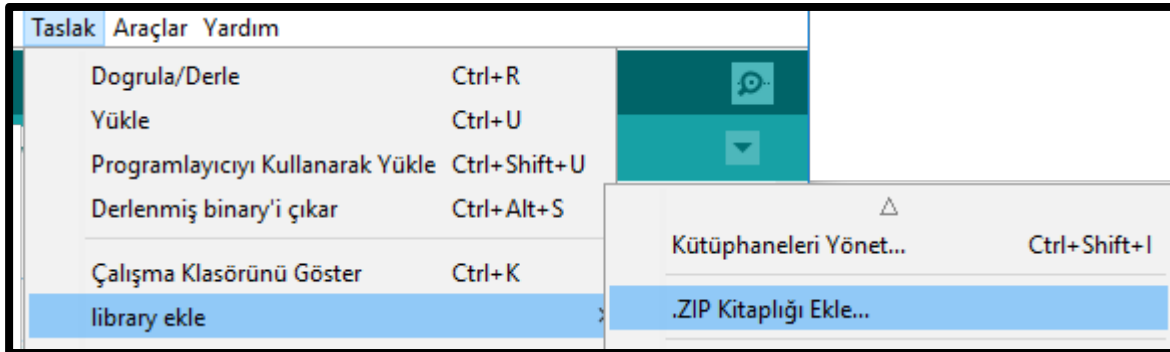 Taslak Araçlar Yardım
Dogrula/Derle Ctrl+R
Yükle Ctrl+U
Programlayıcıyı Kullanarak Yükle Ctrl+Shift+U
Derlenmiş binary'i çıkar Ctrl+Alt+S
Çalışma Klasörünü Göster Ctrl+K
library ekle
Kütüphaneleri Yönet... Ctrl+Shift+I
.ZIP Kitaplığı Ekle...